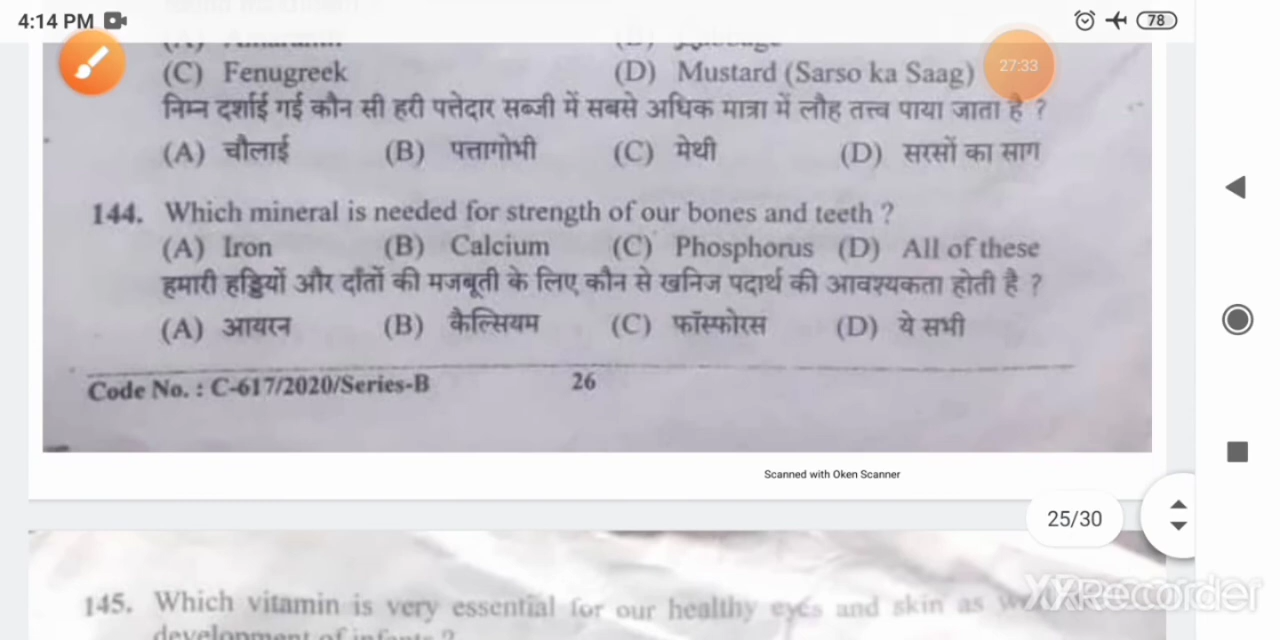 4:14 PM
78
27:33
(C) Fenugreek (D) Mustard (Sarso ka Saag)
निम्न दर्शाई गई कौन सी हरी पत्तेदार सब्जी में सबसे अधिक मात्रा में लौह तत्त्व पाया जाता है ?
(A) चौलाई (B) पत्तागोभी (C) मेथी (D) सरसों का साग
144. Which mineral is needed for strength of our bones and teeth ?
(A) Iron (B) Calcium (C) Phosphorus (D) All of these
हमारी हड्डियों और दाँतों की मजबूती के लिए कौन से खनिज पदार्थ की आवश्यकता होती है ?
(A) आयरन (B) कैल्सियम (C) फॉस्फोरस (D) ये सभी
Code No. : C-617/2020/Series-B 26
Scanned with Oken Scanner
25/30
145. Which vitamin is very essential for our healthy eyes and skin as
XRecorder
development of infants ?